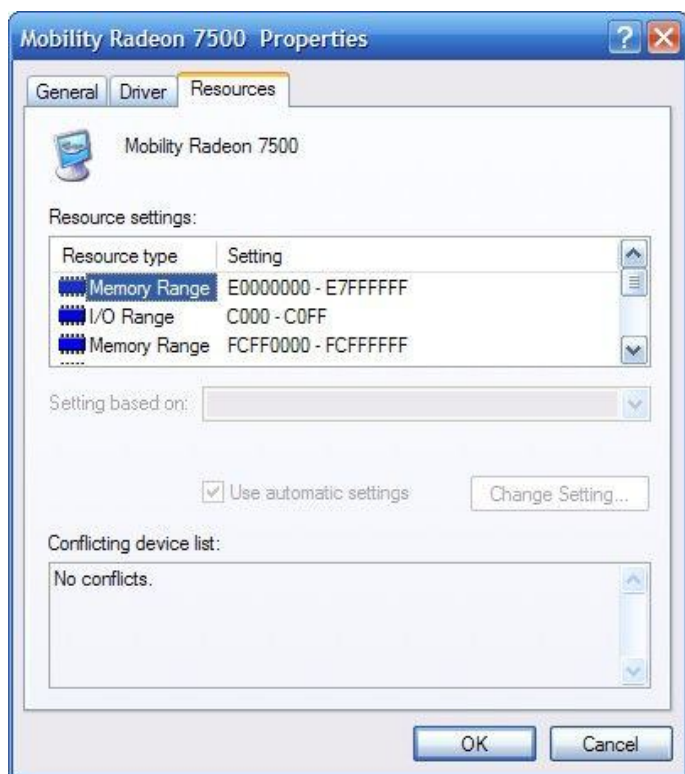 Mobility Radeon 7500 Properties
General Driver Resources
Mobility Radeon 7500
Resource settings:
Resource type Setting
Memory Range E0000000 - E7FFFFFF
I/O Range C000 - C0FF
Memory Range FCFF0000 - FCFFFFFF
Setting based on:
Use automatic settings Change Setting...
Conflicting device list:
No conflicts.
OK Cancel